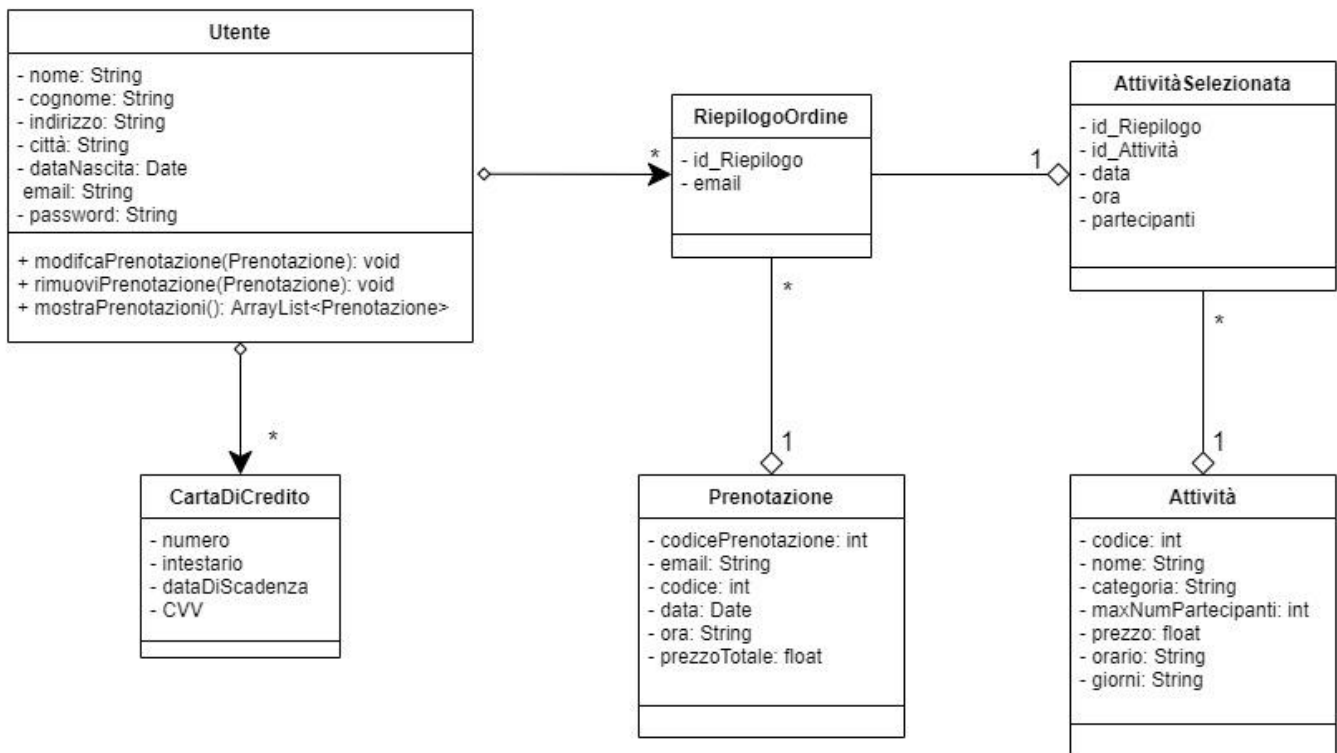 Utente
- nome: String
- cognome: String
- indirizzo: String
- città: String
- dataNascita: Date
email: String
- password: String
+ modifcaPrenotazione(Prenotazione): void
+ rimuoviPrenotazione(Prenotazione): void
+ mostraPrenotazioni(): ArrayList<Prenotazione>
*
RiepilogoOrdine
- id_Riepilogo
- email
1
AttivitàSelezionata
- id_Riepilogo
- id_Attività
- data
- ora
- partecipanti
*
*
*
1
1
CartaDiCredito
- numero
- intestario
- dataDiScadenza
- CVV
Prenotazione
- codicePrenotazione: int
- email: String
- codice: int
- data: Date
- ora: String
- prezzoTotale: float
Attività
- codice: int
- nome: String
- categoria: String
- maxNumPartecipanti: int
- prezzo: float
- orario: String
- giorni: String